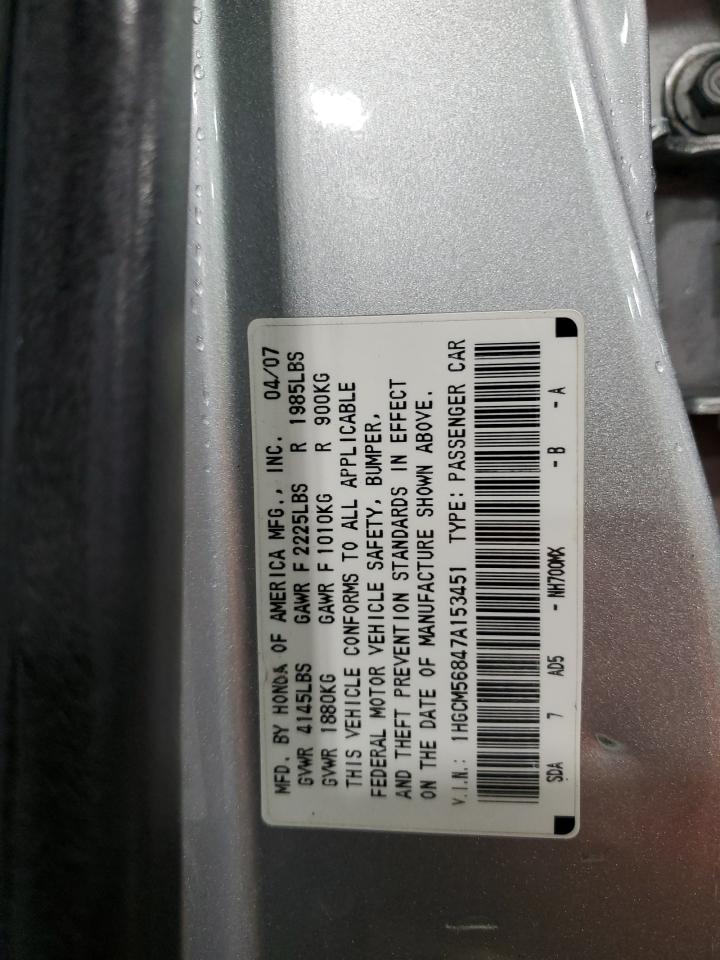 MFD. BY HONDA OF AMERICA MFG., INC. 04/07
GVWR 4145LBS GAWR F 2225LBS R 1985LBS
GVWR 1880KG GAWR F 1010KG R 900KG
THIS VEHICLE CONFORMS TO ALL APPLICABLE
FEDERAL MOTOR VEHICLE SAFETY, BUMPER,
AND THEFT PREVENTION STANDARDS IN EFFECT
ON THE DATE OF MANUFACTURE SHOWN ABOVE.
V.I.N.: 1HGCM56847A153451 TYPE: PASSENGER CAR
SDA 7 AD5 - NH700MX - B - A